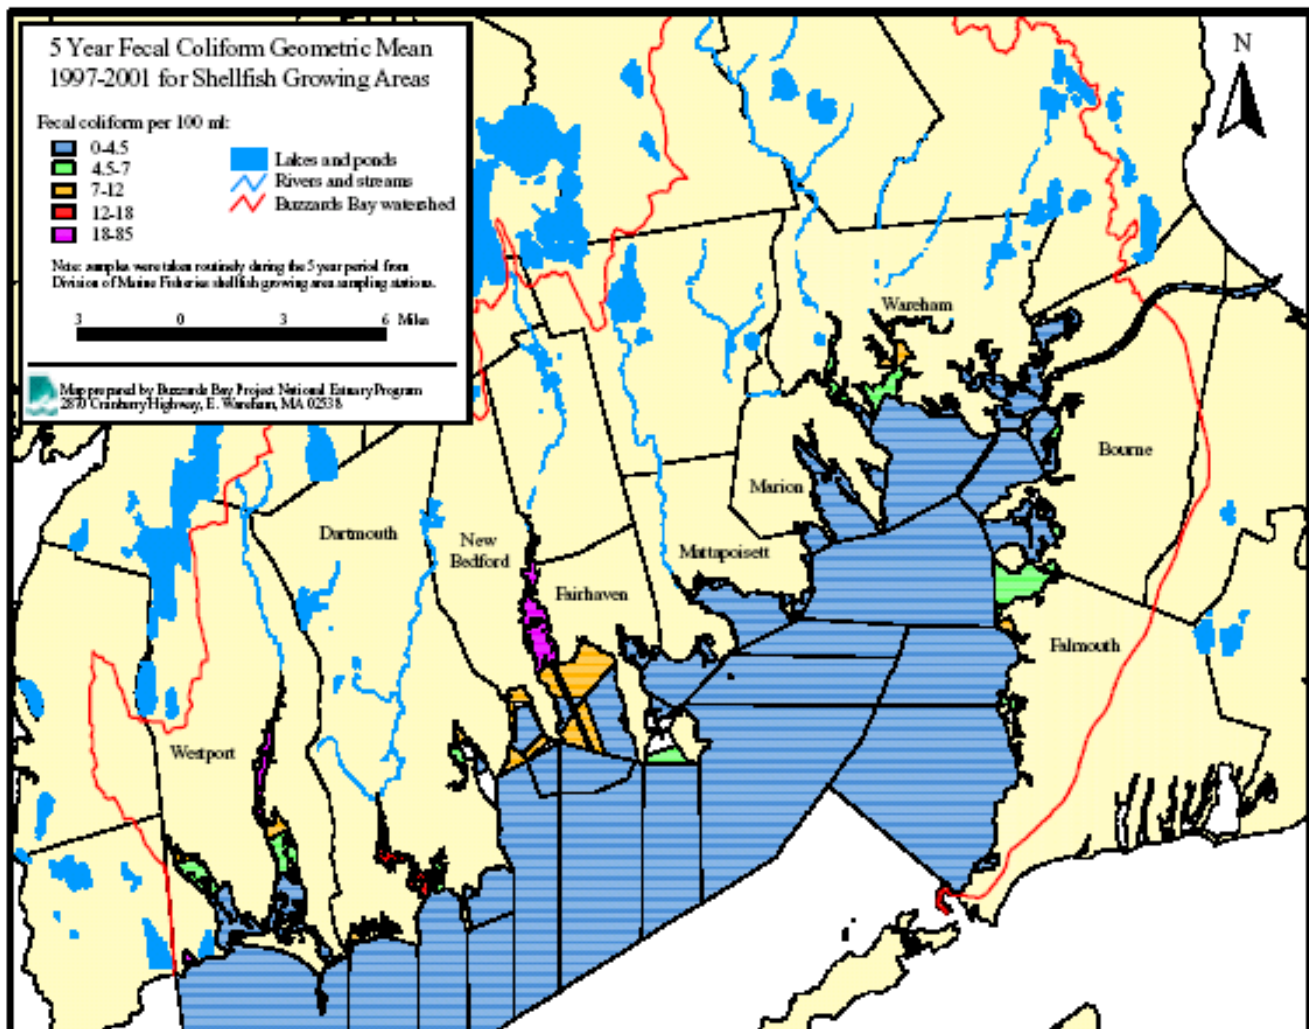 5 Year Fecal Coliform Geometric Mean
1997-2001 for Shellfish Growing Areas
Fecal coliform per 100 ml:
0-4.5
4.5-7
7-12
12-18
18-85
Lakes and ponds
Rivers and streams
Buzzards Bay watershed
Note: samples were taken routinely during the 5 year period from
Division of Marine Fisheries shellfish growing area sampling stations.
3 0 3 6 Miles
Map prepared by Buzzards Bay Project National Estuary Program
2870 Cranberry Highway, E. Wareham, MA 02538
N
Wareham
Bourne
Marion
Dartmouth
New
Bedford
Mattapoisett
Fairhaven
Falmouth
Westport